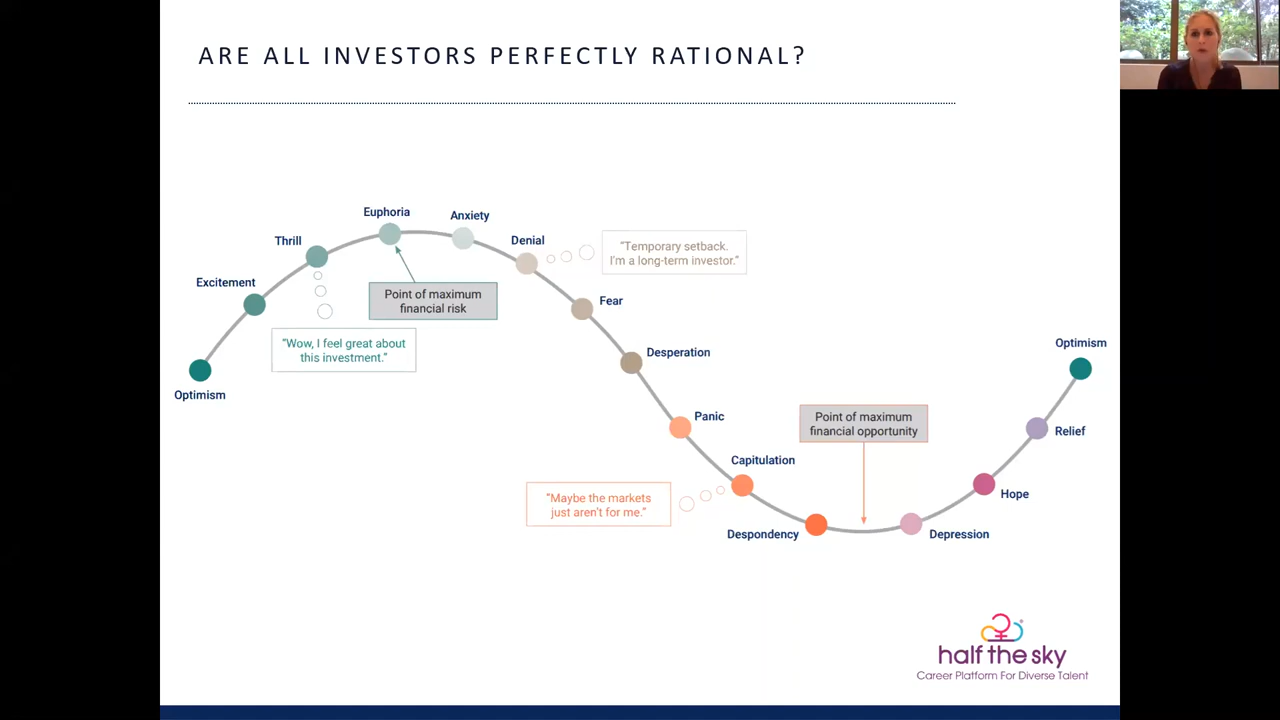 ARE ALL INVESTORS PERFECTLY RATIONAL?
Euphoria
Anxiety
Thrill
Denial
"Temporary setback.
I'm a long-term investor."
Excitement
Point of maximum
financial risk
Fear
"Wow, I feel great about
this investment."
Desperation
Optimism
Optimism
Panic
Point of maximum
financial opportunity
Relief
Capitulation
"Maybe the markets
just aren't for me."
Hope
Despondency
Depression
half the sky
Career Platform For Diverse Talent